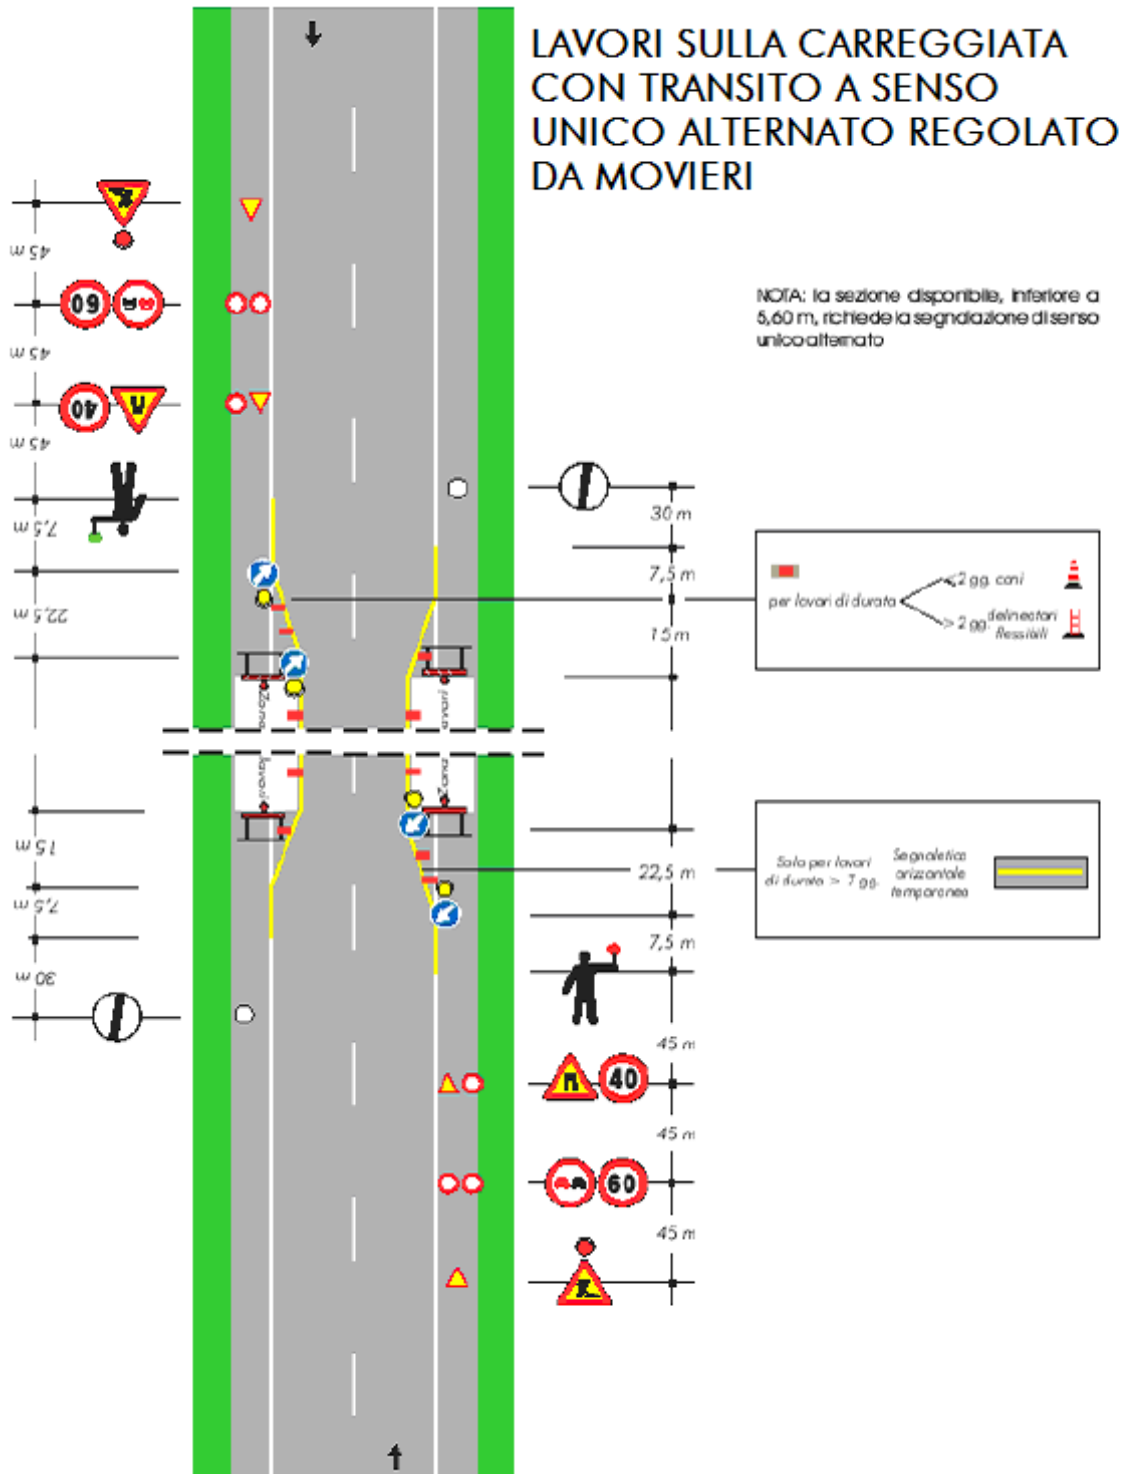 LAVORI SULLA CARREGGIATA
CON TRANSITO A SENSO
UNICO ALTERNATO REGOLATO
DA MOVIERI
NOTA: la sezione disponibile, inferiore a
5,60 m, richiede la segnalazione di senso
unico alternato
45 m
60
45 m
40
45 m
7,5 m
22,5 m
30 m
7,5 m
15 m
per lavori di durata
<2 gg. coni
>2 gg. delineatori
flessibili
Zona
lavori
lavori
Zona
15 m
7,5 m
30 m
22,5 m
7,5 m
Solo per lavori
di durata > 7 gg.
Segnaletica
orizzontale
temporanea
45 m
40
45 m
60
45 m